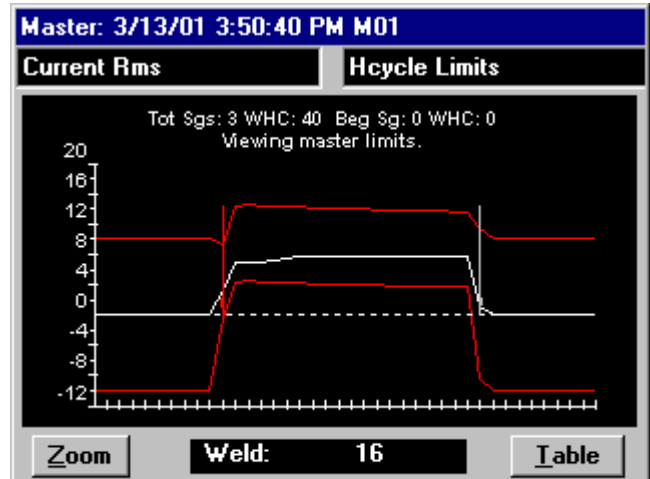 Master: 3/13/01 3:50:40 PM M01
Current Rms Hcycle Limits
Tot Sgs: 3 WHC: 40 Beg Sg: 0 WHC: 0
Viewing master limits.
20
16
12
8
4
0
-4
-8
-12
Zoom Weld: 16 Table